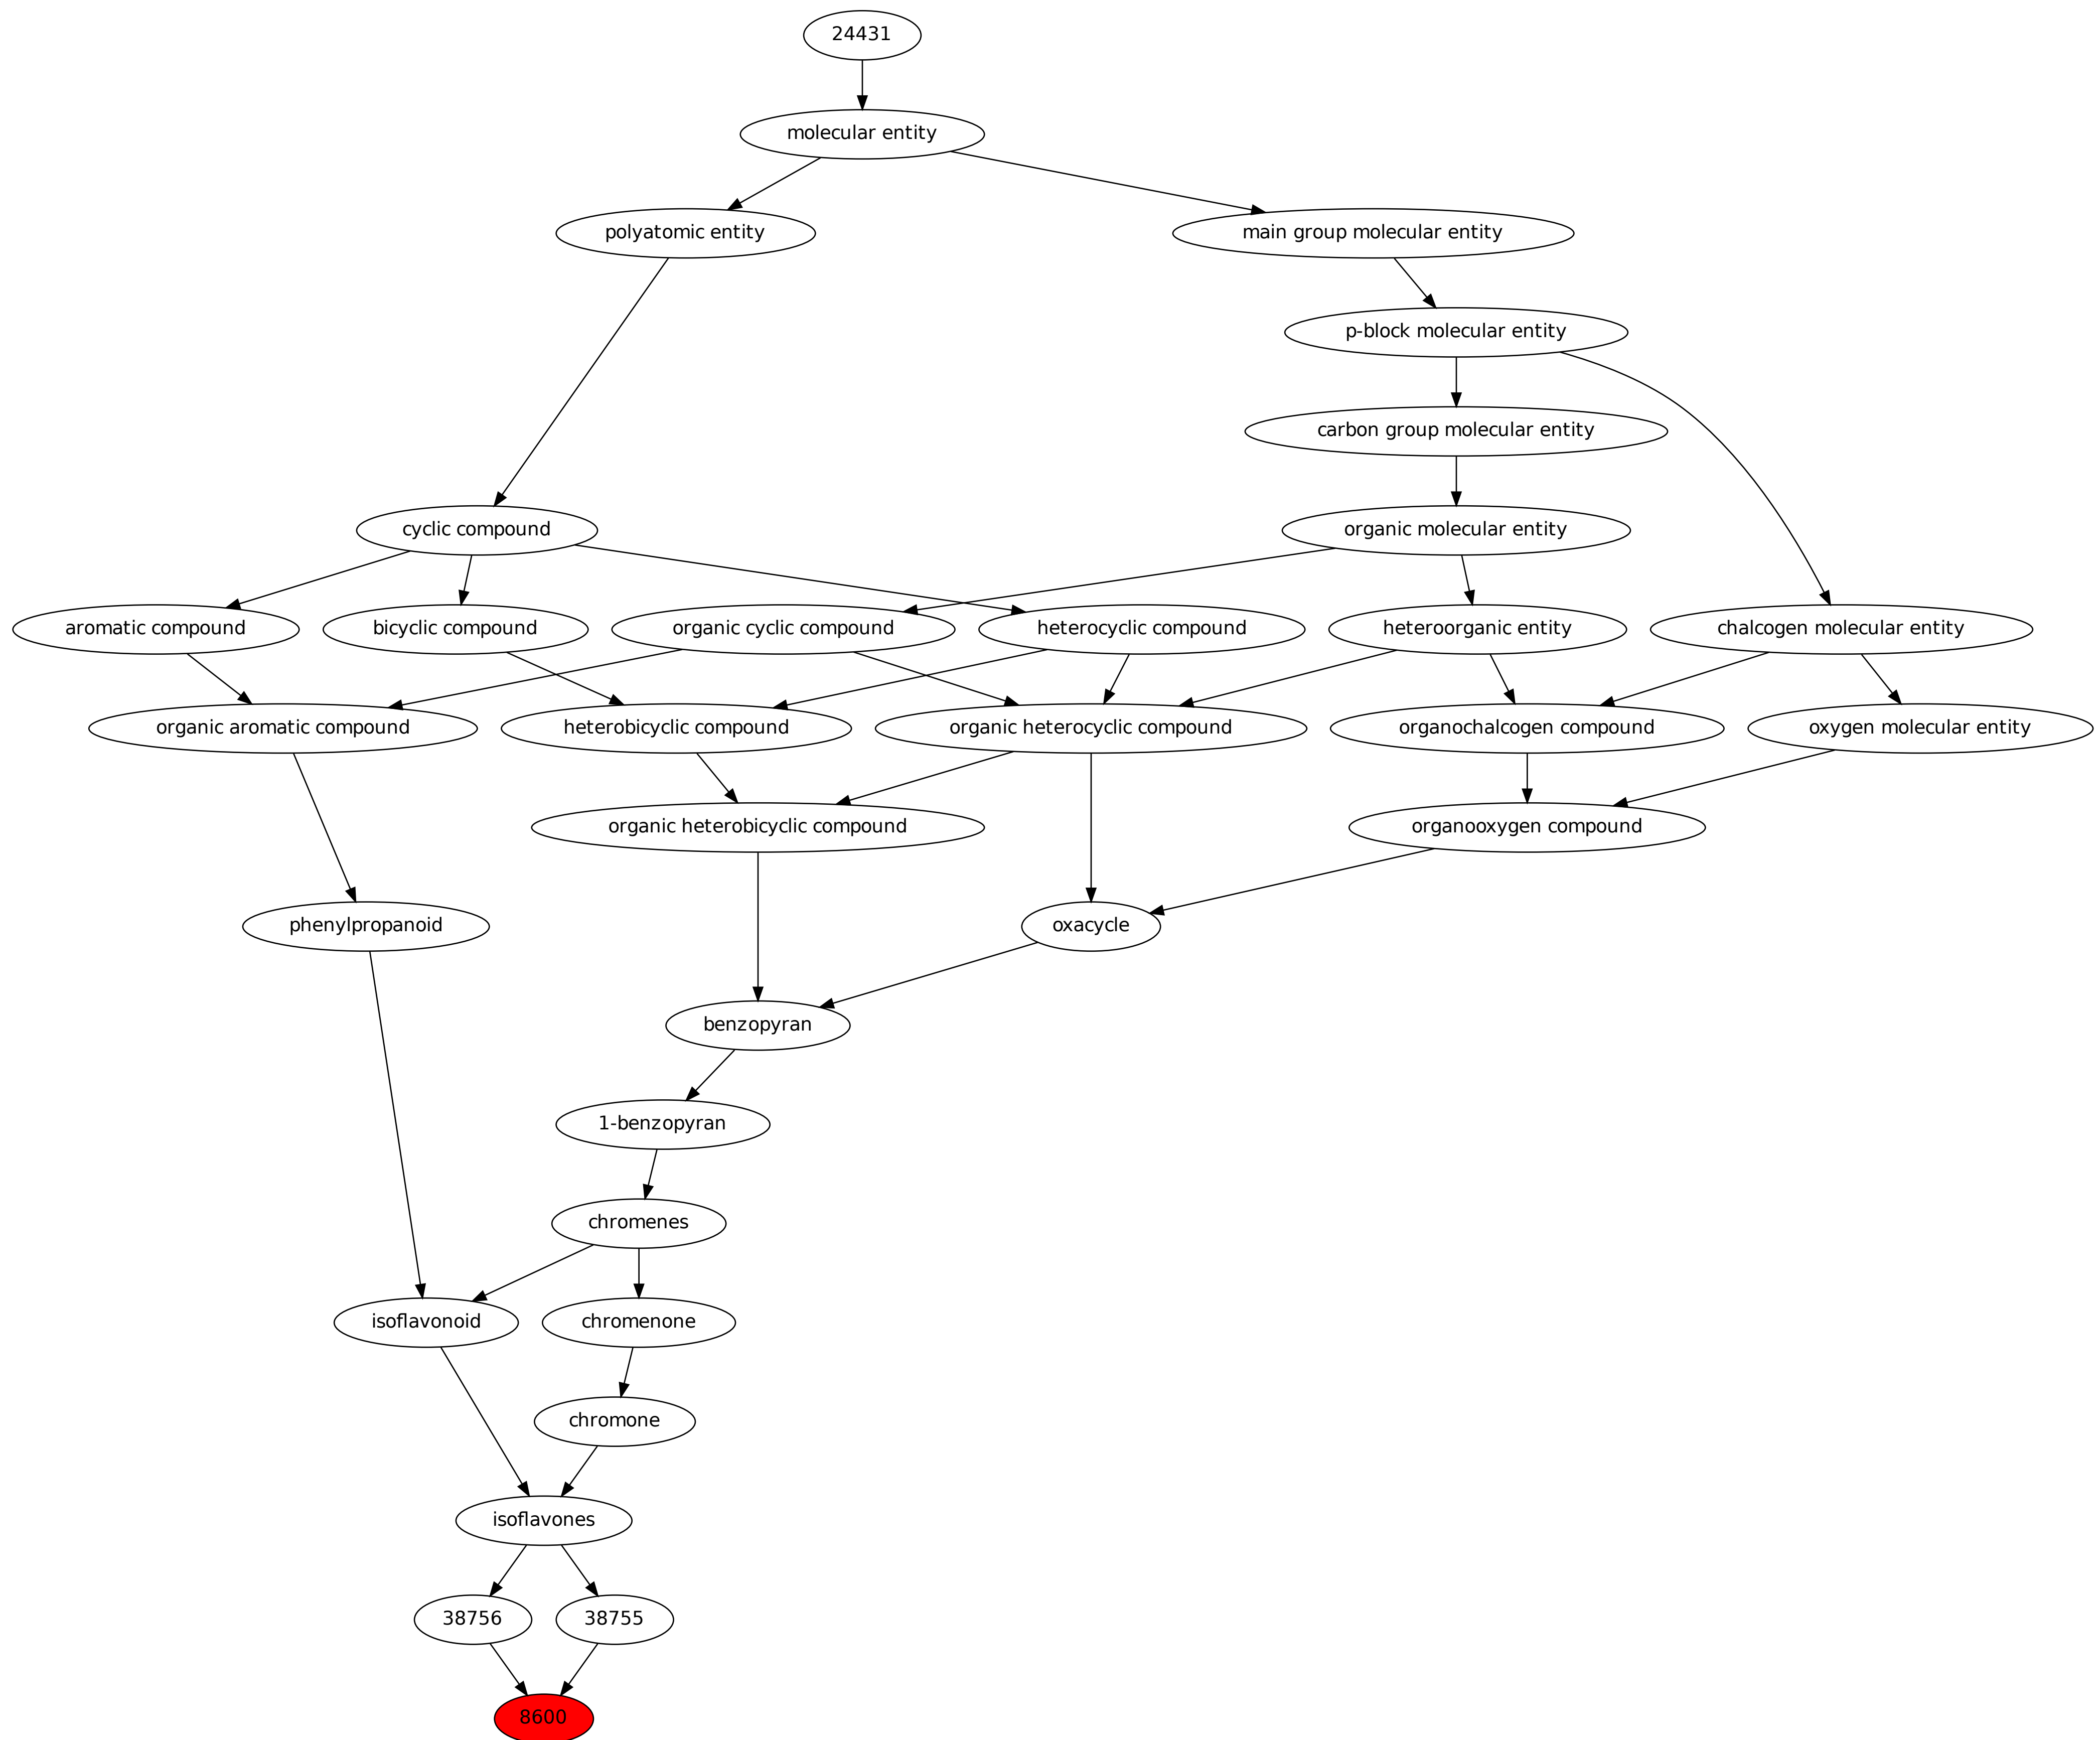 24431
molecular entity
polyatomic entity
main group molecular entity
p-block molecular entity
carbon group molecular entity
cyclic compound
organic molecular entity
aromatic compound
bicyclic compound
organic cyclic compound
heterocyclic compound
heteroorganic entity
chalcogen molecular entity
organic aromatic compound
heterobicyclic compound
organic heterocyclic compound
organochalcogen compound
oxygen molecular entity
organic heterobicyclic compound
organooxygen compound
phenylpropanoid
oxacycle
benzopyran
1-benzopyran
chromenes
isoflavonoid
chromenone
chromone
isoflavones
38756
38755
8600